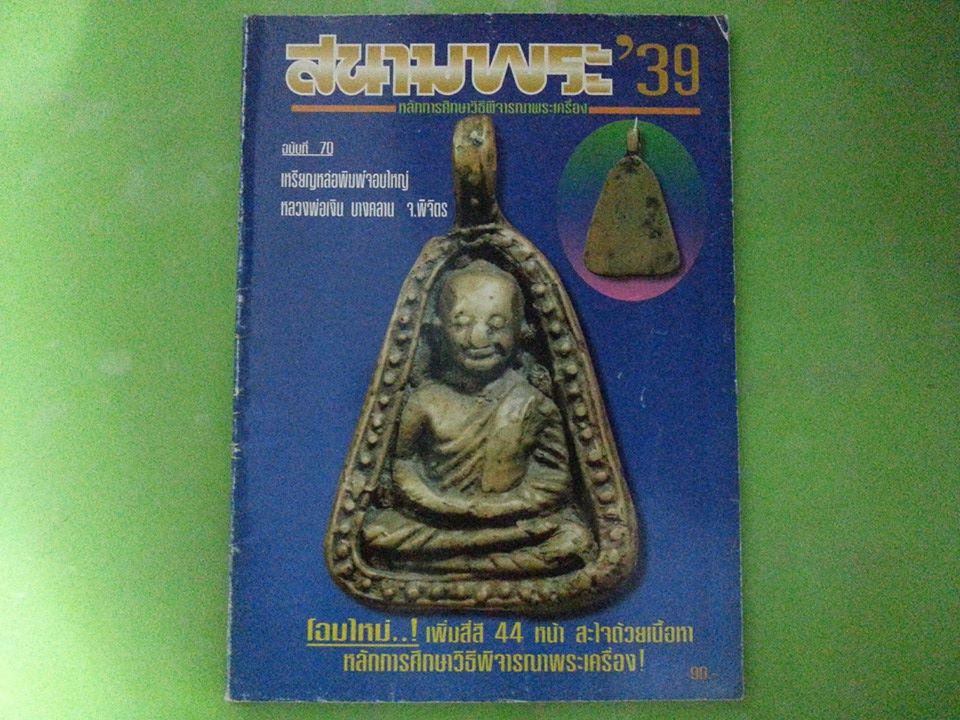 สนามพระ '39
หลักการศึกษาวิธีพิจารณาพระเครื่อง
ฉบับที่ 70
เหรียญหล่อพิมพ์จอบใหญ่
หลวงพ่อเงิน บางคลาน จ.พิจิตร
โฉมใหม่..! เพิ่มสี่สี 44 หน้า สะใจด้วยเนื้อหา
หลักการศึกษาวิธีพิจารณาพระเครื่อง!
90.-